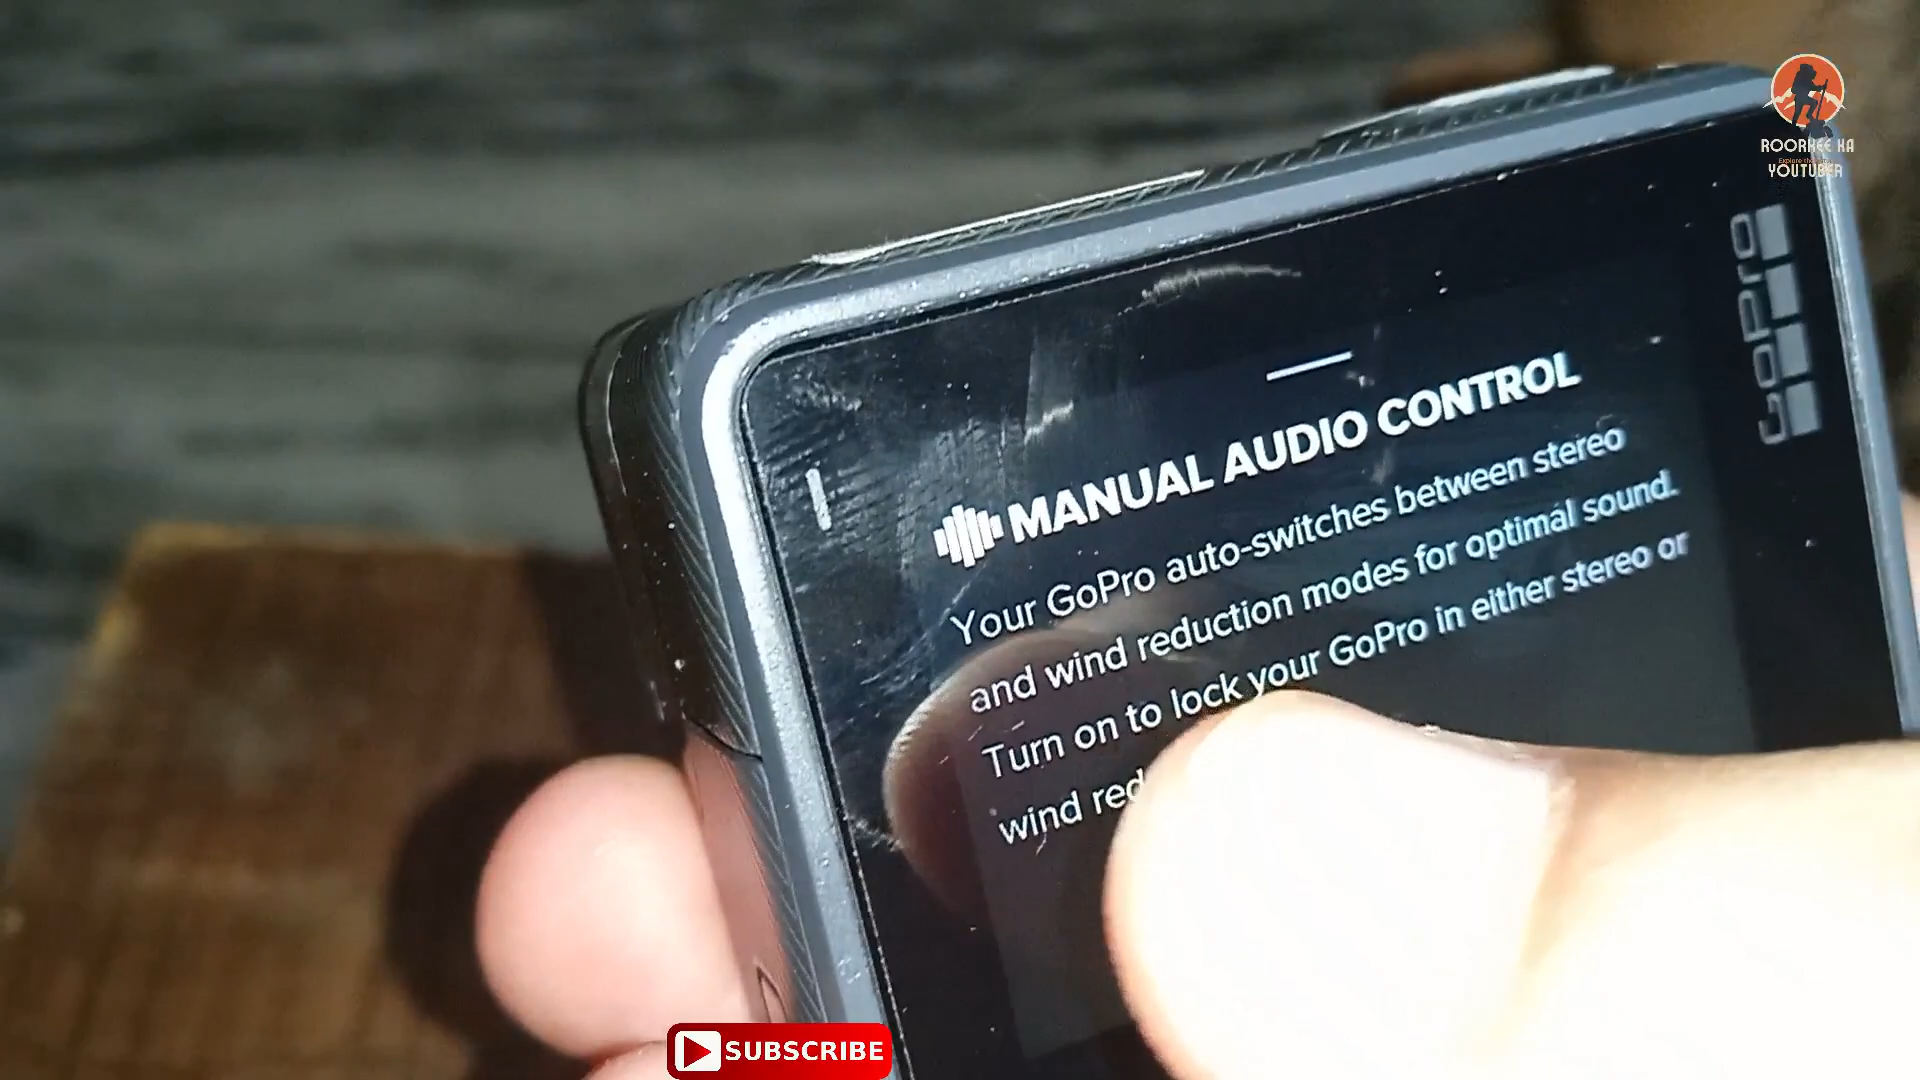 ROORKEE KA
YOUTUBER
GoPro
MANUAL AUDIO CONTROL
Your GoPro auto-switches between stereo
and wind reduction modes for optimal sound.
Turn on to lock your GoPro in either stereo or
wind red
SUBSCRIBE